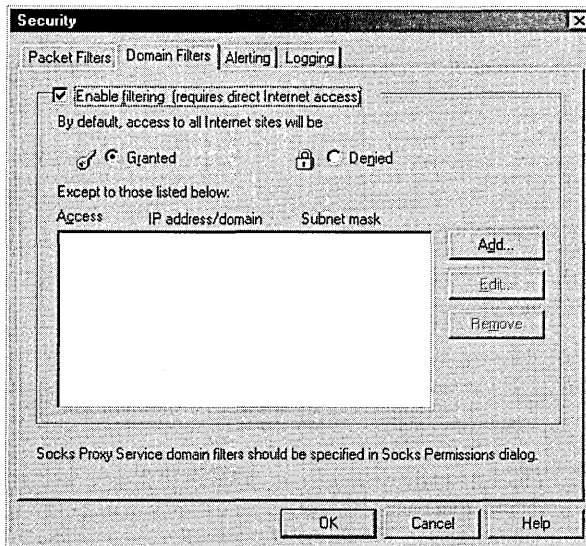 Security
Packet Filters Domain Filters Alerting Logging
Enable filtering (requires direct Internet access)
By default, access to all Internet sites will be
Granted Denied
Except to those listed below:
Access IP address/domain Subnet mask
Add...
Edit...
Remove
Socks Proxy Service domain filters should be specified in Socks Permissions dialog.
OK Cancel Help